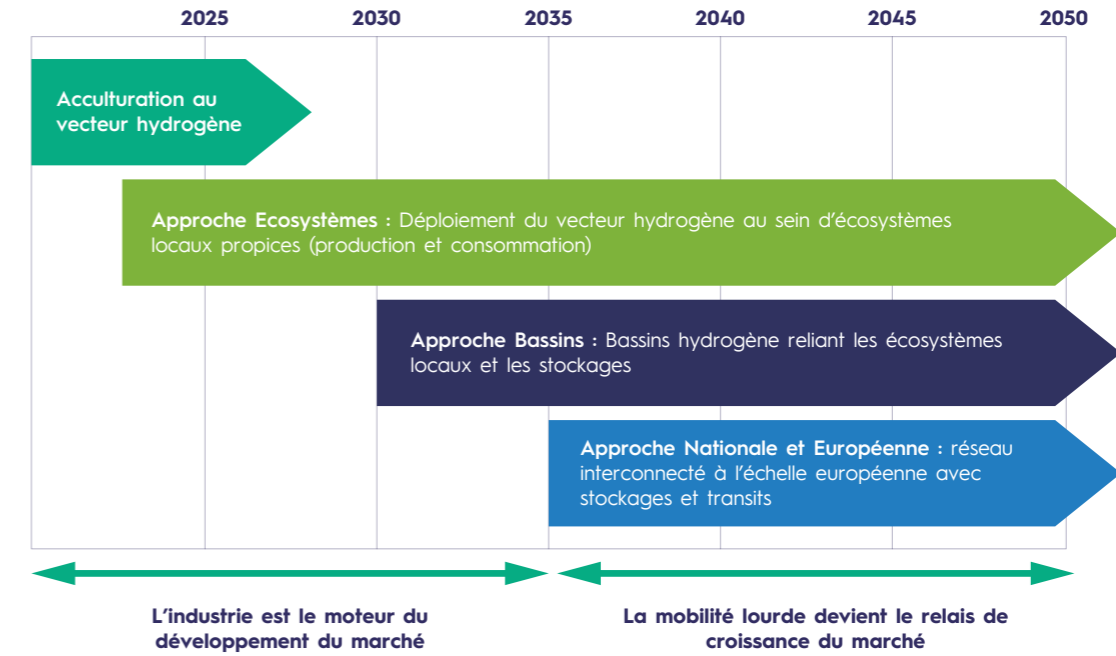 2025 2030 2035 2040 2045 2050
Acculturation au
vecteur hydrogène
Approche Ecosystèmes : Déploiement du vecteur hydrogène au sein d'écosystèmes
locaux propices (production et consommation)
Approche Bassins : Bassins hydrogène reliant les écosystèmes
locaux et les stockages
Approche Nationale et Européenne : réseau
interconnecté à l'échelle européenne avec
stockages et transits
L'industrie est le moteur du
développement du marché
La mobilité lourde devient le relais de
croissance du marché